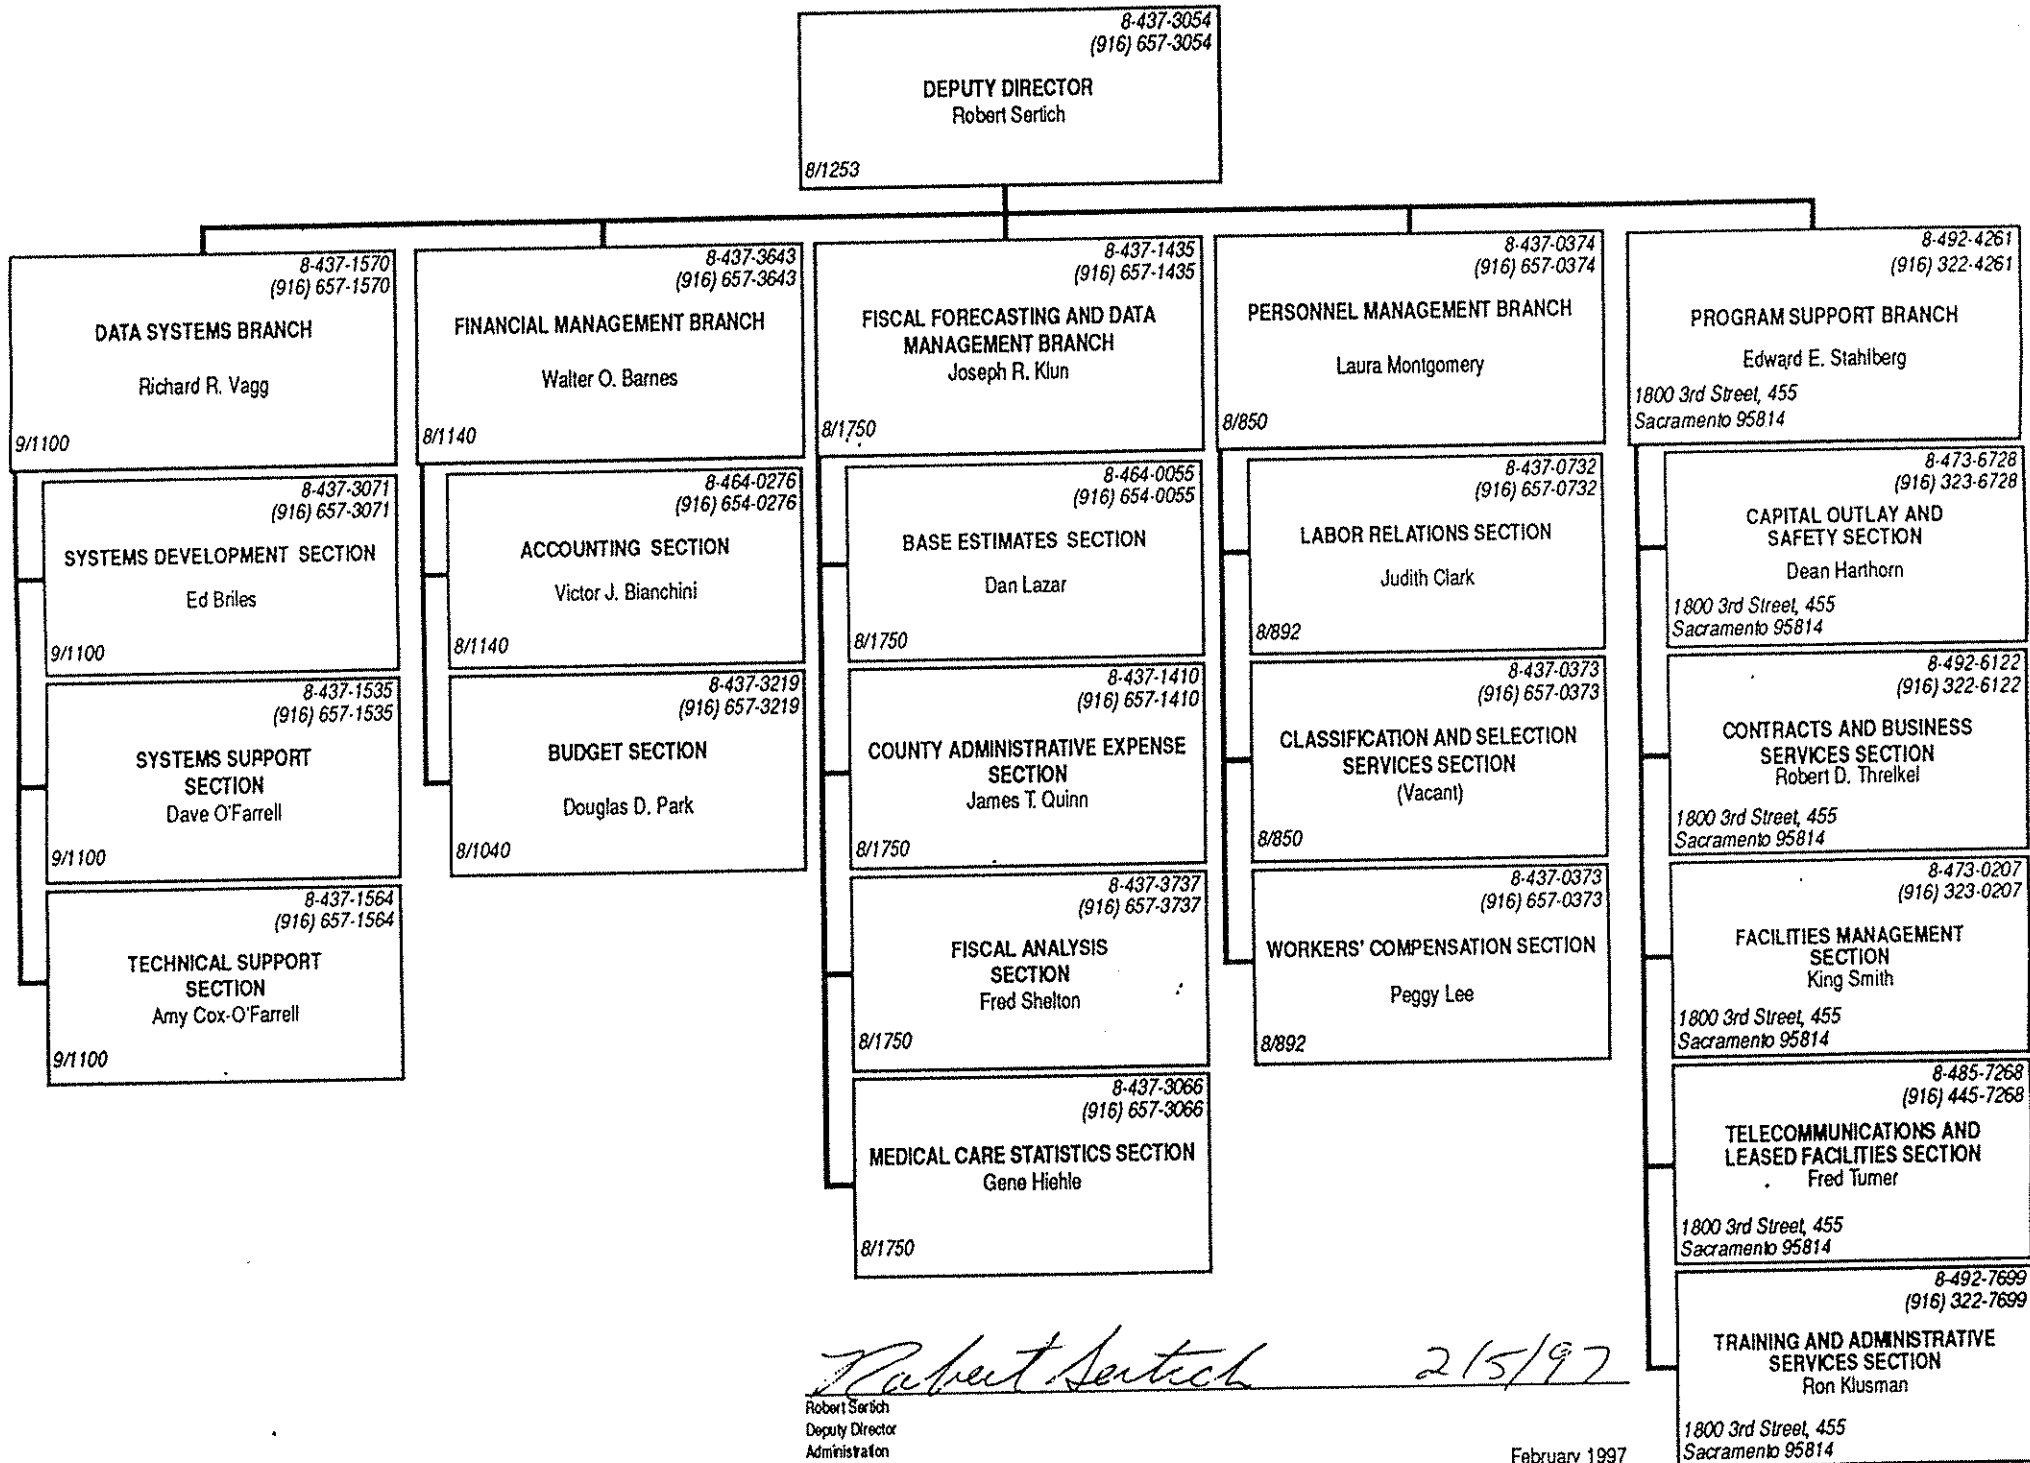 8-437-3054
(916) 657-3054
DEPUTY DIRECTOR
Robert Sertich
8/1253
8-437-1570
(916) 657-1570
DATA SYSTEMS BRANCH
Richard R. Vagg
9/1100
8-437-3071
(916) 657-3071
SYSTEMS DEVELOPMENT SECTION
Ed Briles
9/1100
8-437-1535
(916) 657-1535
SYSTEMS SUPPORT
SECTION
Dave O'Farrell
9/1100
8-437-1564
(916) 657-1564
TECHNICAL SUPPORT
SECTION
Amy Cox-O'Farrell
9/1100
8-437-3643
(916) 657-3643
FINANCIAL MANAGEMENT BRANCH
Walter O. Barnes
8/1140
8-464-0276
(916) 654-0276
ACCOUNTING SECTION
Victor J. Bianchini
8/1140
8-437-3219
(916) 657-3219
BUDGET SECTION
Douglas D. Park
8/1040
8-437-1435
(916) 657-1435
FISCAL FORECASTING AND DATA
MANAGEMENT BRANCH
Joseph R. Klun
8/1750
8-464-0055
(916) 654-0055
BASE ESTIMATES SECTION
Dan Lazar
8/1750
8-437-1410
(916) 657-1410
COUNTY ADMINISTRATIVE EXPENSE
SECTION
James T. Quinn
8/1750
8-437-3737
(916) 657-3737
FISCAL ANALYSIS
SECTION
Fred Shelton
8/1750
8-437-3066
(916) 657-3066
MEDICAL CARE STATISTICS SECTION
Gene Hiehle
8/1750
8-437-0374
(916) 657-0374
PERSONNEL MANAGEMENT BRANCH
Laura Montgomery
8/850
8-437-0732
(916) 657-0732
LABOR RELATIONS SECTION
Judith Clark
8/892
8-437-0373
(916) 657-0373
CLASSIFICATION AND SELECTION
SERVICES SECTION
(Vacant)
8/850
8-437-0373
(916) 657-0373
WORKERS' COMPENSATION SECTION
Peggy Lee
8/892
8-492-4261
(916) 322-4261
PROGRAM SUPPORT BRANCH
Edward E. Stahlberg
1800 3rd Street, 455
Sacramento 95814
8-473-6728
(916) 323-6728
CAPITAL OUTLAY AND
SAFETY SECTION
Dean Harthorn
1800 3rd Street, 455
Sacramento 95814
8-492-6122
(916) 322-6122
CONTRACTS AND BUSINESS
SERVICES SECTION
Robert D. Threlkel
1800 3rd Street, 455
Sacramento 95814
8-473-0207
(916) 323-0207
FACILITIES MANAGEMENT
SECTION
King Smith
1800 3rd Street, 455
Sacramento 95814
8-485-7268
(916) 445-7268
TELECOMMUNICATIONS AND
LEASED FACILITIES SECTION
Fred Turner
1800 3rd Street, 455
Sacramento 95814
8-492-7699
(916) 322-7699
TRAINING AND ADMINISTRATIVE
SERVICES SECTION
Ron Klusman
1800 3rd Street, 455
Sacramento 95814
Robert Sertich 2/5/97
Robert Sertich
Deputy Director
Administration
February 1997